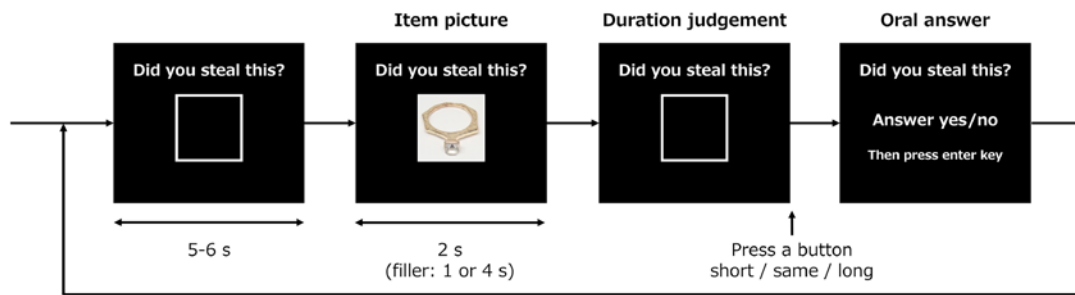 Item picture
Duration judgement
Oral answer
Did you steal this?
Did you steal this?
Did you steal this?
Did you steal this?
Answer yes/no
Then press enter key
5-6 s
2 s
(filler: 1 or 4 s)
Press a button
short / same / long